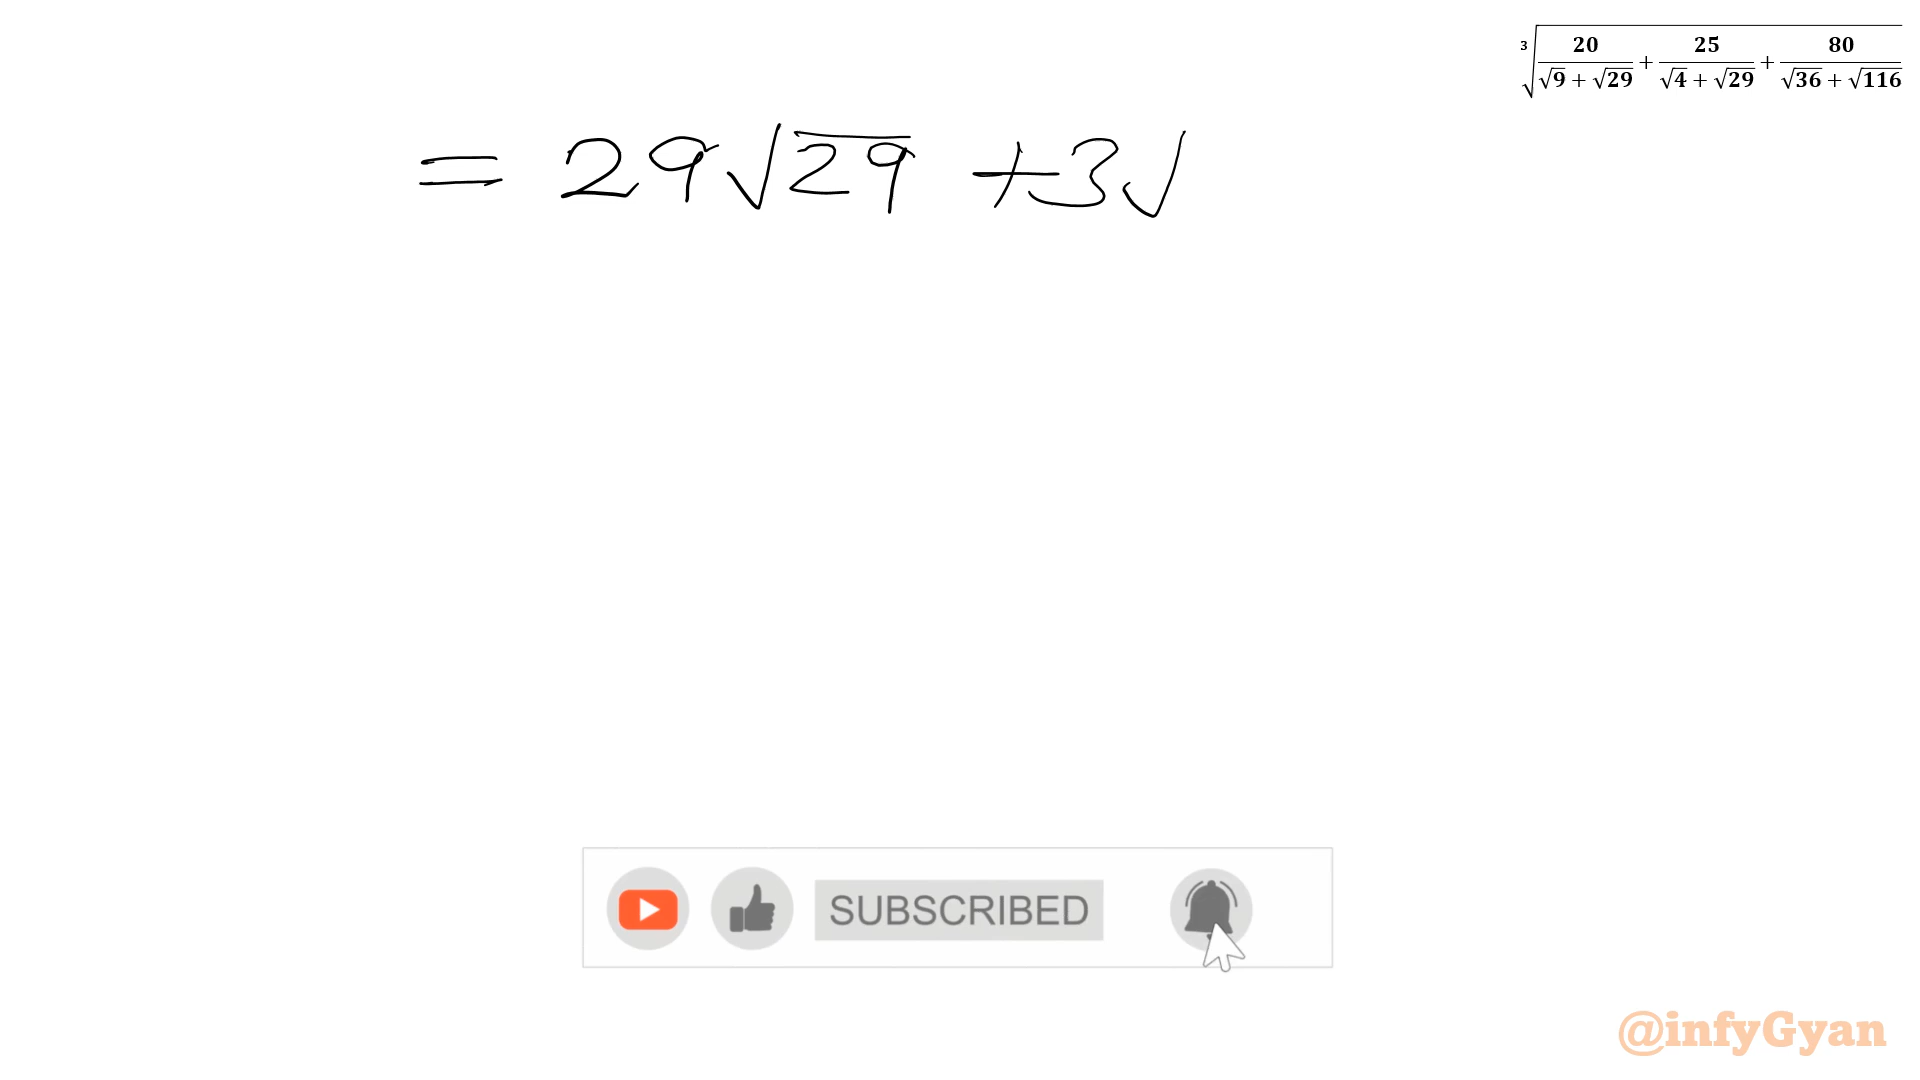 ∛(20/(√9 + √29) + 25/(√4 + √29) + 80/(√36 + √116))
= 29√29 + 3√
SUBSCRIBED
@infyGyan